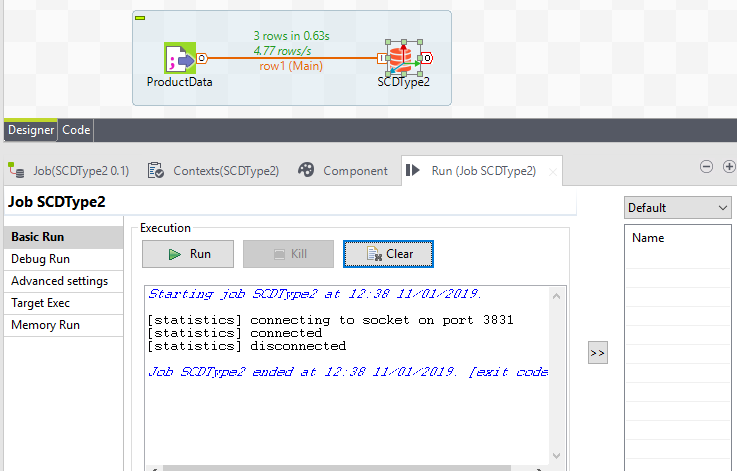 3 rows in 0.63s
4.77 rows/s
row1 (Main)
ProductData
SCDType2
Designer Code
Job(SCDType2 0.1) Contexts(SCDType2) Component Run (Job SCDType2)
Job SCDType2
Default
Basic Run
Debug Run
Advanced settings
Target Exec
Memory Run
Execution
Run Kill Clear
Name
Starting job SCDType2 at 12:38 11/01/2019.
[statistics] connecting to socket on port 3831
[statistics] connected
[statistics] disconnected
Job SCDType2 ended at 12:38 11/01/2019. [exit code
>>